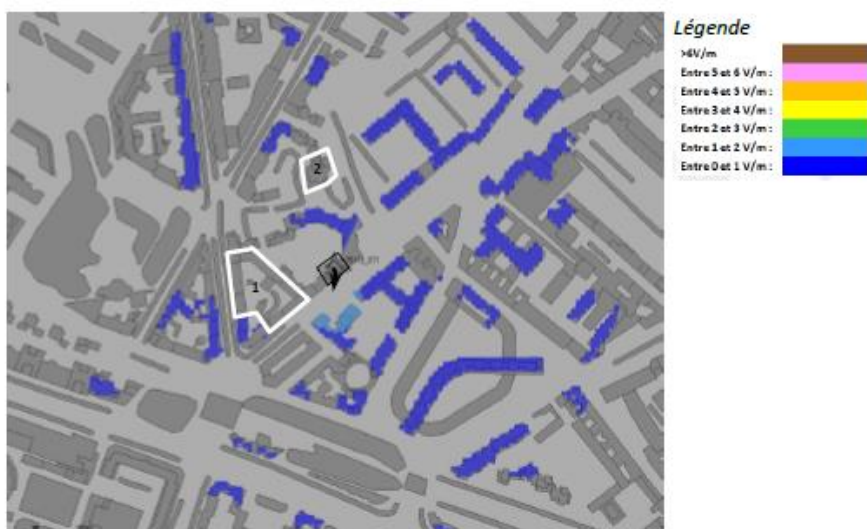 Légende
>6V/m
Entre 5 et 6 V/m :
Entre 4 et 5 V/m :
Entre 3 et 4 V/m :
Entre 2 et 3 V/m :
Entre 1 et 2 V/m :
Entre 0 et 1 V/m :
2
1